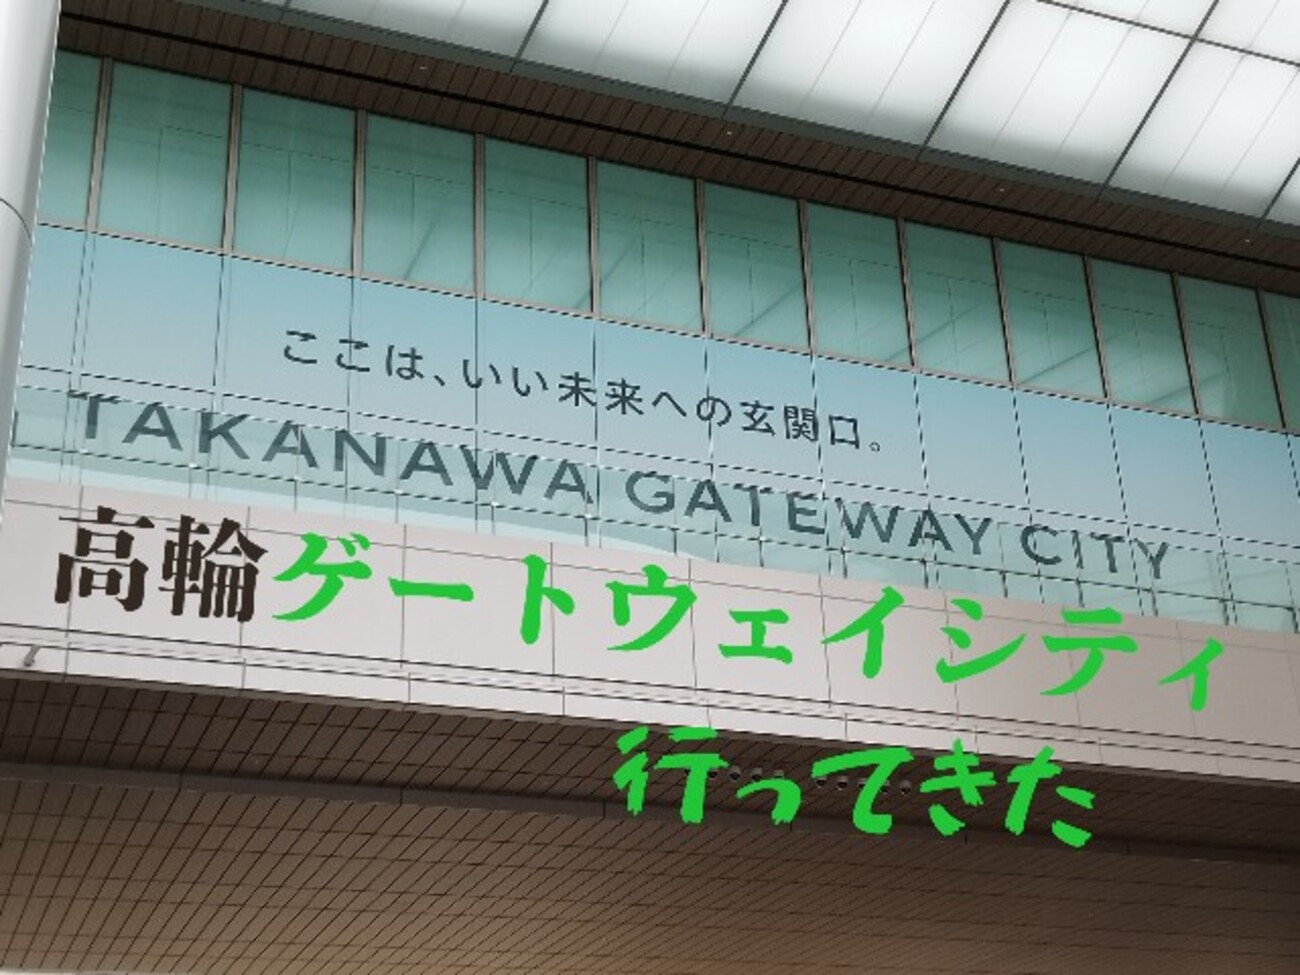 ここは、いい未来への玄関口。
TAKANAWA GATEWAY CITY
高輪ゲートウェイシティ
行ってきた